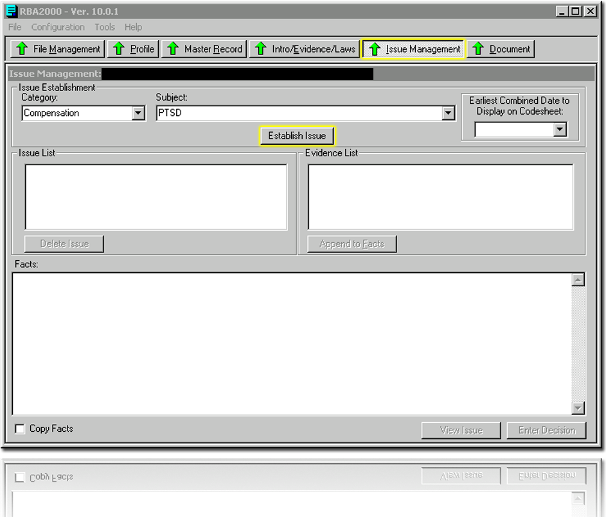 RBA2000 - Ver. 10.0.1
File Configuration Tools Help
File Management Profile Master Record Intro/Evidence/Laws Issue Management Document
Issue Management:
Issue Establishment
Category: Subject: Earliest Combined Date to
Display on Codesheet:
Compensation PTSD
Establish Issue
Issue List Evidence List
Delete Issue Append to Facts
Facts:
Copy Facts View Issue Enter Decision